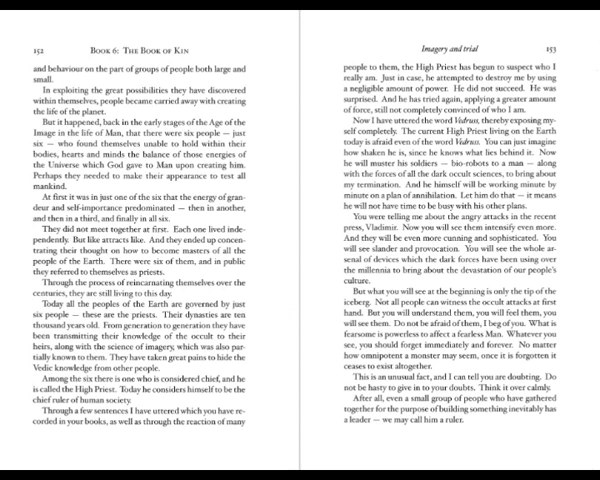 152 BOOK 6: THE BOOK OF KIN
and behaviour on the part of groups of people both large and
small.
In exploiting the great possibilities they have discovered
within themselves, people became carried away with creating
the life of the planet.
But it happened, back in the early stages of the Age of the
Image in the life of Man, that there were six people — just
six — who found themselves unable to hold within their
bodies, hearts and minds the balance of those energies of
the Universe which God gave to Man upon creating him.
Perhaps they needed to make their appearance to test all
mankind.
At first it was in just one of the six that the energy of gran-
deur and self-importance predominated — then in another,
and then in a third, and finally in all six.
They did not meet together at first. Each one lived inde-
pendently. But like attracts like. And they ended up concen-
trating their thought on how to become masters of all the
people of the Earth. There were six of them, and in public
they referred to themselves as priests.
Through the process of reincarnating themselves over the
centuries, they are still living to this day.
Today all the peoples of the Earth are governed by just
six people — these are the priests. Their dynasties are ten
thousand years old. From generation to generation they have
been transmitting their knowledge of the occult to their
heirs, along with the science of imagery, which was also par-
tially known to them. They have taken great pains to hide the
Vedic knowledge from other people.
Among the six there is one who is considered chief, and he
is called the High Priest. Today he considers himself to be the
chief ruler of human society.
Through a few sentences I have uttered which you have re-
corded in your books, as well as through the reaction of many
Imagery and trial 153
people to them, the High Priest has begun to suspect who I
really am. Just in case, he attempted to destroy me by using
a negligible amount of power. He did not succeed. He was
surprised. And he has tried again, applying a greater amount
of force, still not completely convinced of who I am.
Now I have uttered the word Vedrus, thereby exposing my-
self completely. The current High Priest living on the Earth
today is afraid even of the word Vedrus. You can just imagine
how shaken he is, since he knows what lies behind it. Now
he will muster his soldiers — bio-robots to a man — along
with the forces of all the dark occult sciences, to bring about
my termination. And he himself will be working minute by
minute on a plan of annihilation. Let him do that — it means
he will not have time to be busy with his other plans.
You were telling me about the angry attacks in the recent
press, Vladimir. Now you will see them intensify even more.
And they will be even more cunning and sophisticated. You
will see slander and provocation. You will see the whole ar-
senal of devices which the dark forces have been using over
the millennia to bring about the devastation of our people's
culture.
But what you will see at the beginning is only the tip of the
iceberg. Not all people can witness the occult attacks at first
hand. But you will understand them, you will feel them, you
will see them. Do not be afraid of them, I beg of you. What is
fearsome is powerless to affect a fearless Man. Whatever you
see, you should forget immediately and forever. No matter
how omnipotent a monster may seem, once it is forgotten it
ceases to exist altogether.
This is an unusual fact, and I can tell you are doubting. Do
not be hasty to give in to your doubts. Think it over calmly.
After all, even a small group of people who have gathered
together for the purpose of building something inevitably has
a leader — we may call him a ruler.